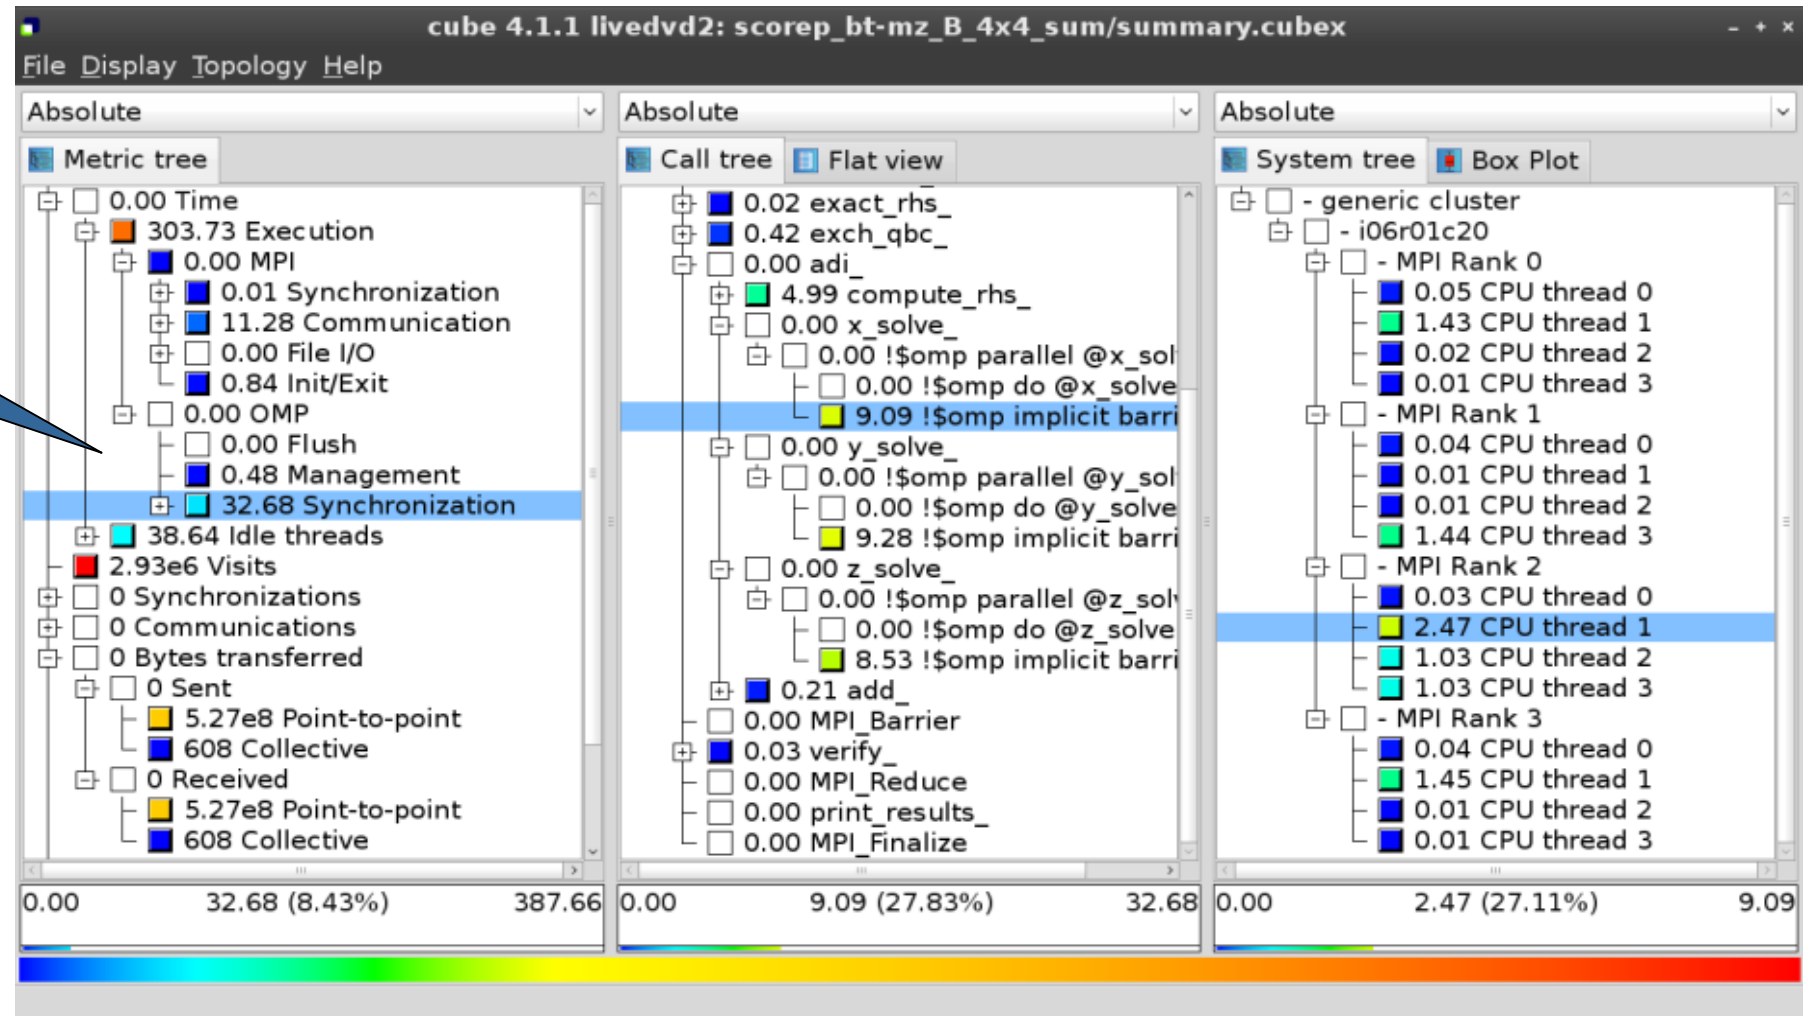 cube 4.1.1 livedvd2: scorep_bt-mz_B_4x4_sum/summary.cubex
File Display Topology Help
Absolute
Metric tree
0.00 Time
303.73 Execution
0.00 MPI
0.01 Synchronization
11.28 Communication
0.00 File I/O
0.84 Init/Exit
0.00 OMP
0.00 Flush
0.48 Management
32.68 Synchronization
38.64 Idle threads
2.93e6 Visits
0 Synchronizations
0 Communications
0 Bytes transferred
0 Sent
5.27e8 Point-to-point
608 Collective
0 Received
5.27e8 Point-to-point
608 Collective
0.00 32.68 (8.43%) 387.66
Absolute
Call tree Flat view
0.02 exact_rhs_
0.42 exch_qbc_
0.00 adi_
4.99 compute_rhs_
0.00 x_solve_
0.00 !$omp parallel @x_sol
0.00 !$omp do @x_solve
9.09 !$omp implicit barri
0.00 y_solve_
0.00 !$omp parallel @y_sol
0.00 !$omp do @y_solve
9.28 !$omp implicit barri
0.00 z_solve_
0.00 !$omp parallel @z_sol
0.00 !$omp do @z_solve
8.53 !$omp implicit barri
0.21 add_
0.00 MPI_Barrier
0.03 verify_
0.00 MPI_Reduce
0.00 print_results_
0.00 MPI_Finalize
0.00 9.09 (27.83%) 32.68
Absolute
System tree Box Plot
- generic cluster
- i06r01c20
- MPI Rank 0
0.05 CPU thread 0
1.43 CPU thread 1
0.02 CPU thread 2
0.01 CPU thread 3
- MPI Rank 1
0.04 CPU thread 0
0.01 CPU thread 1
0.01 CPU thread 2
1.44 CPU thread 3
- MPI Rank 2
0.03 CPU thread 0
2.47 CPU thread 1
1.03 CPU thread 2
1.03 CPU thread 3
- MPI Rank 3
0.04 CPU thread 0
1.45 CPU thread 1
0.01 CPU thread 2
0.01 CPU thread 3
0.00 2.47 (27.11%) 9.09